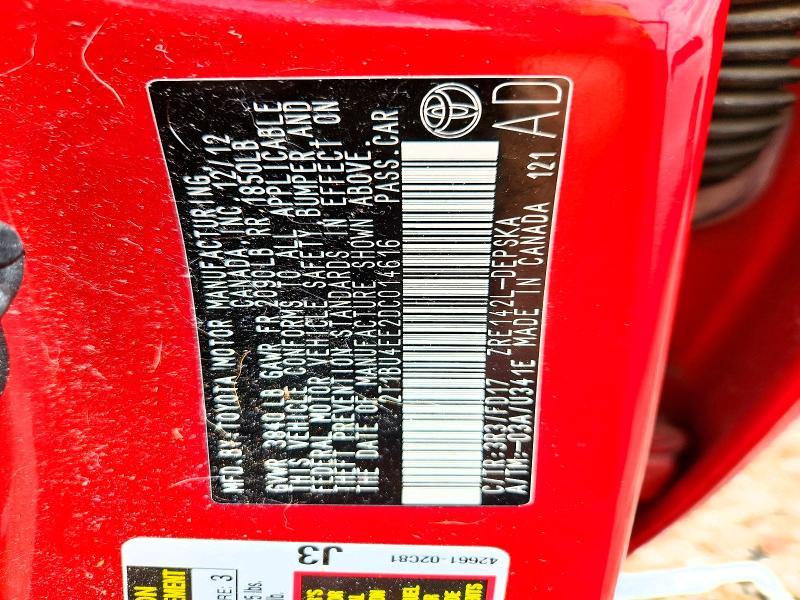 MFD.BY:TOYOTA MOTOR MANUFACTURING,
CANADA, INC. 12/12
GVWR 3840 LB GAWR FR 2090 LB RR 1850LB
THIS VEHICLE CONFORMS TO ALL APPLICABLE
FEDERAL MOTOR VEHICLE SAFETY BUMPER, AND
THEFT PREVENTION STANDARDS IN EFFECT ON
THE DATE OF MANUFACTURE SHOWN ABOVE.
2T1BU4EE2DC014616 PASS.CAR
C/TR:3R3/FD17 ZRE142L-DEPSKA
A/TM:-03A/U341E MADE IN CANADA 121
AD
J3
42661-02C81